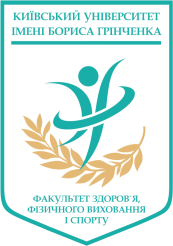 КИЇВСЬКИЙ УНІВЕРСИТЕТ
ІМЕНІ БОРИСА ГРІНЧЕНКА
ФАКУЛЬТЕТ ЗДОРОВ'Я,
ФІЗИЧНОГО ВИХОВАННЯ
І СПОРТУ